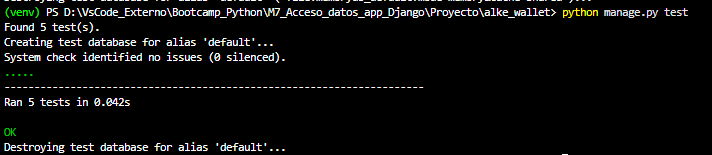 (venv) PS D:\VsCode_Externo\Bootcamp_Python\M7_Acceso_datos_app_Django\Proyecto\alke_wallet> python manage.py test
Found 5 test(s).
Creating test database for alias 'default'...
System check identified no issues (0 silenced).
.....
----------------------------------------------------------------------
Ran 5 tests in 0.042s
OK
Destroying test database for alias 'default'...